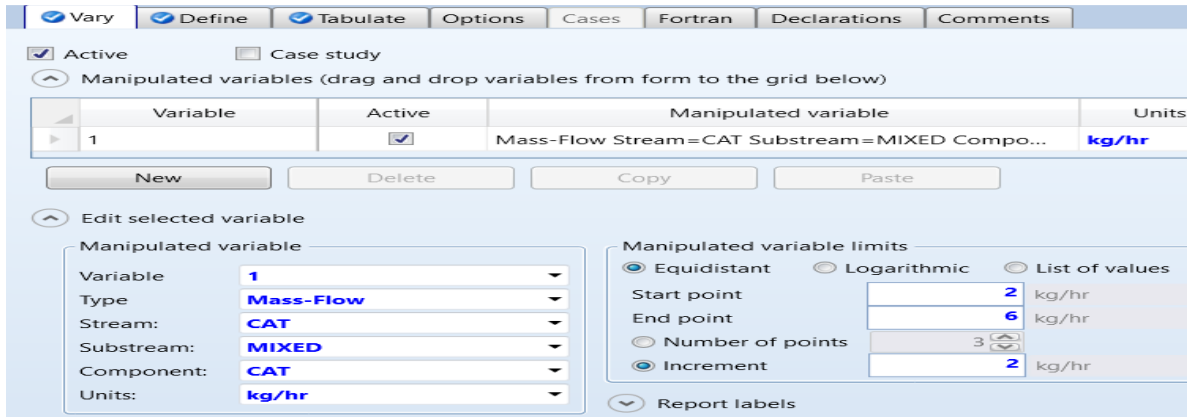 Vary Define Tabulate Options Cases Fortran Declarations Comments
Active Case study
Manipulated variables (drag and drop variables from form to the grid below)
Variable Active Manipulated variable Units
1 Mass-Flow Stream=CAT Substream=MIXED Compo... kg/hr
New Delete Copy Paste
Edit selected variable
Manipulated variable
Variable 1
Type Mass-Flow
Stream: CAT
Substream: MIXED
Component: CAT
Units: kg/hr
Manipulated variable limits
Equidistant Logarithmic List of values
Start point 2 kg/hr
End point 6 kg/hr
Number of points 3
Increment 2 kg/hr
Report labels